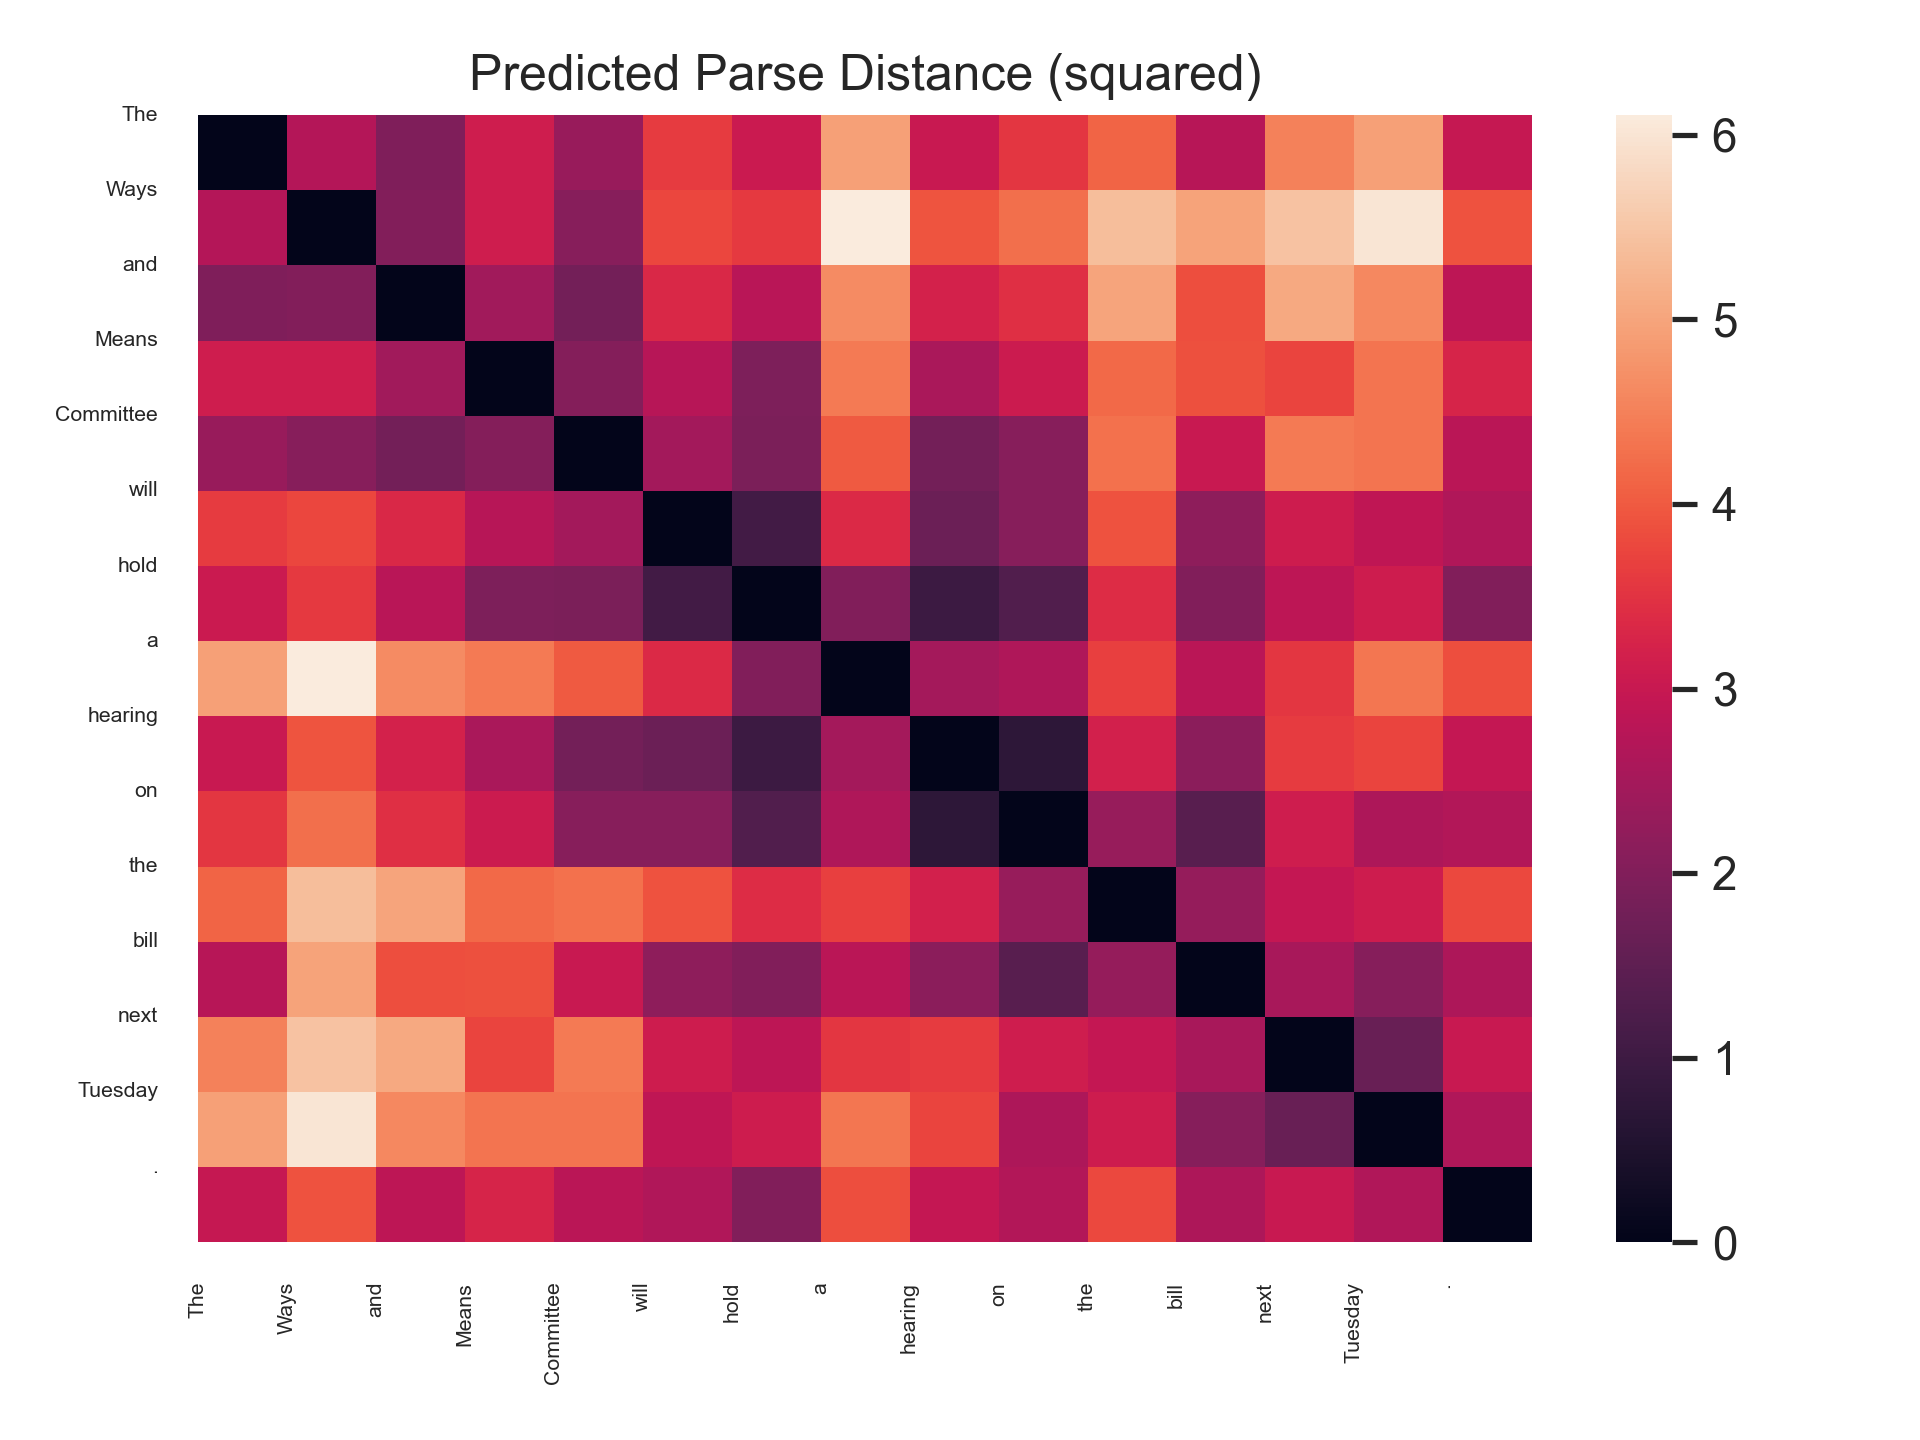 Predicted Parse Distance (squared)
The
Ways
and
Means
Committee
will
hold
a
hearing
on
the
bill
next
Tuesday
.
6
5
4
3
2
1
0
The
Ways
and
Means
Committee
will
hold
a
hearing
on
the
bill
next
Tuesday
.